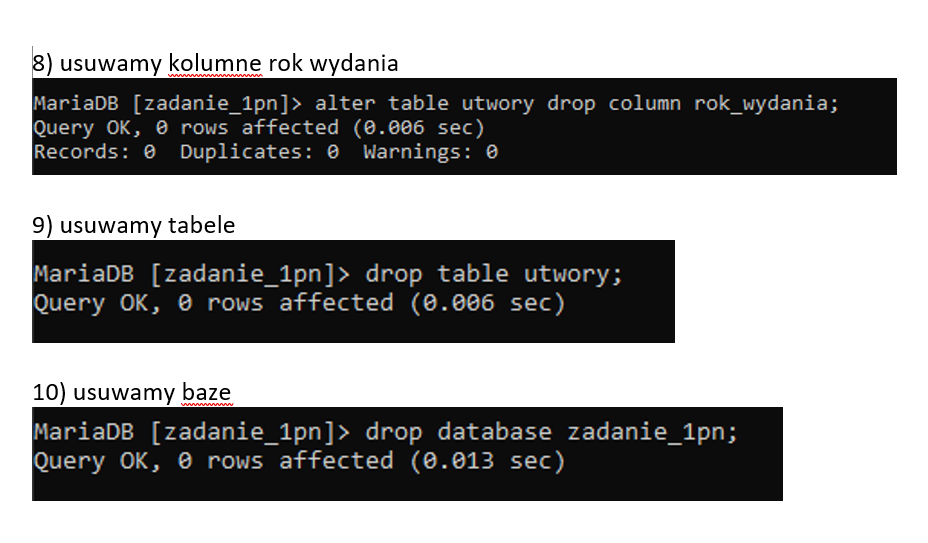 8) usuwamy kolumne rok wydania
MariaDB [zadanie_1pn]> alter table utwory drop column rok_wydania;
Query OK, 0 rows affected (0.006 sec)
Records: 0  Duplicates: 0  Warnings: 0
9) usuwamy tabele
MariaDB [zadanie_1pn]> drop table utwory;
Query OK, 0 rows affected (0.006 sec)
10) usuwamy baze
MariaDB [zadanie_1pn]> drop database zadanie_1pn;
Query OK, 0 rows affected (0.013 sec)